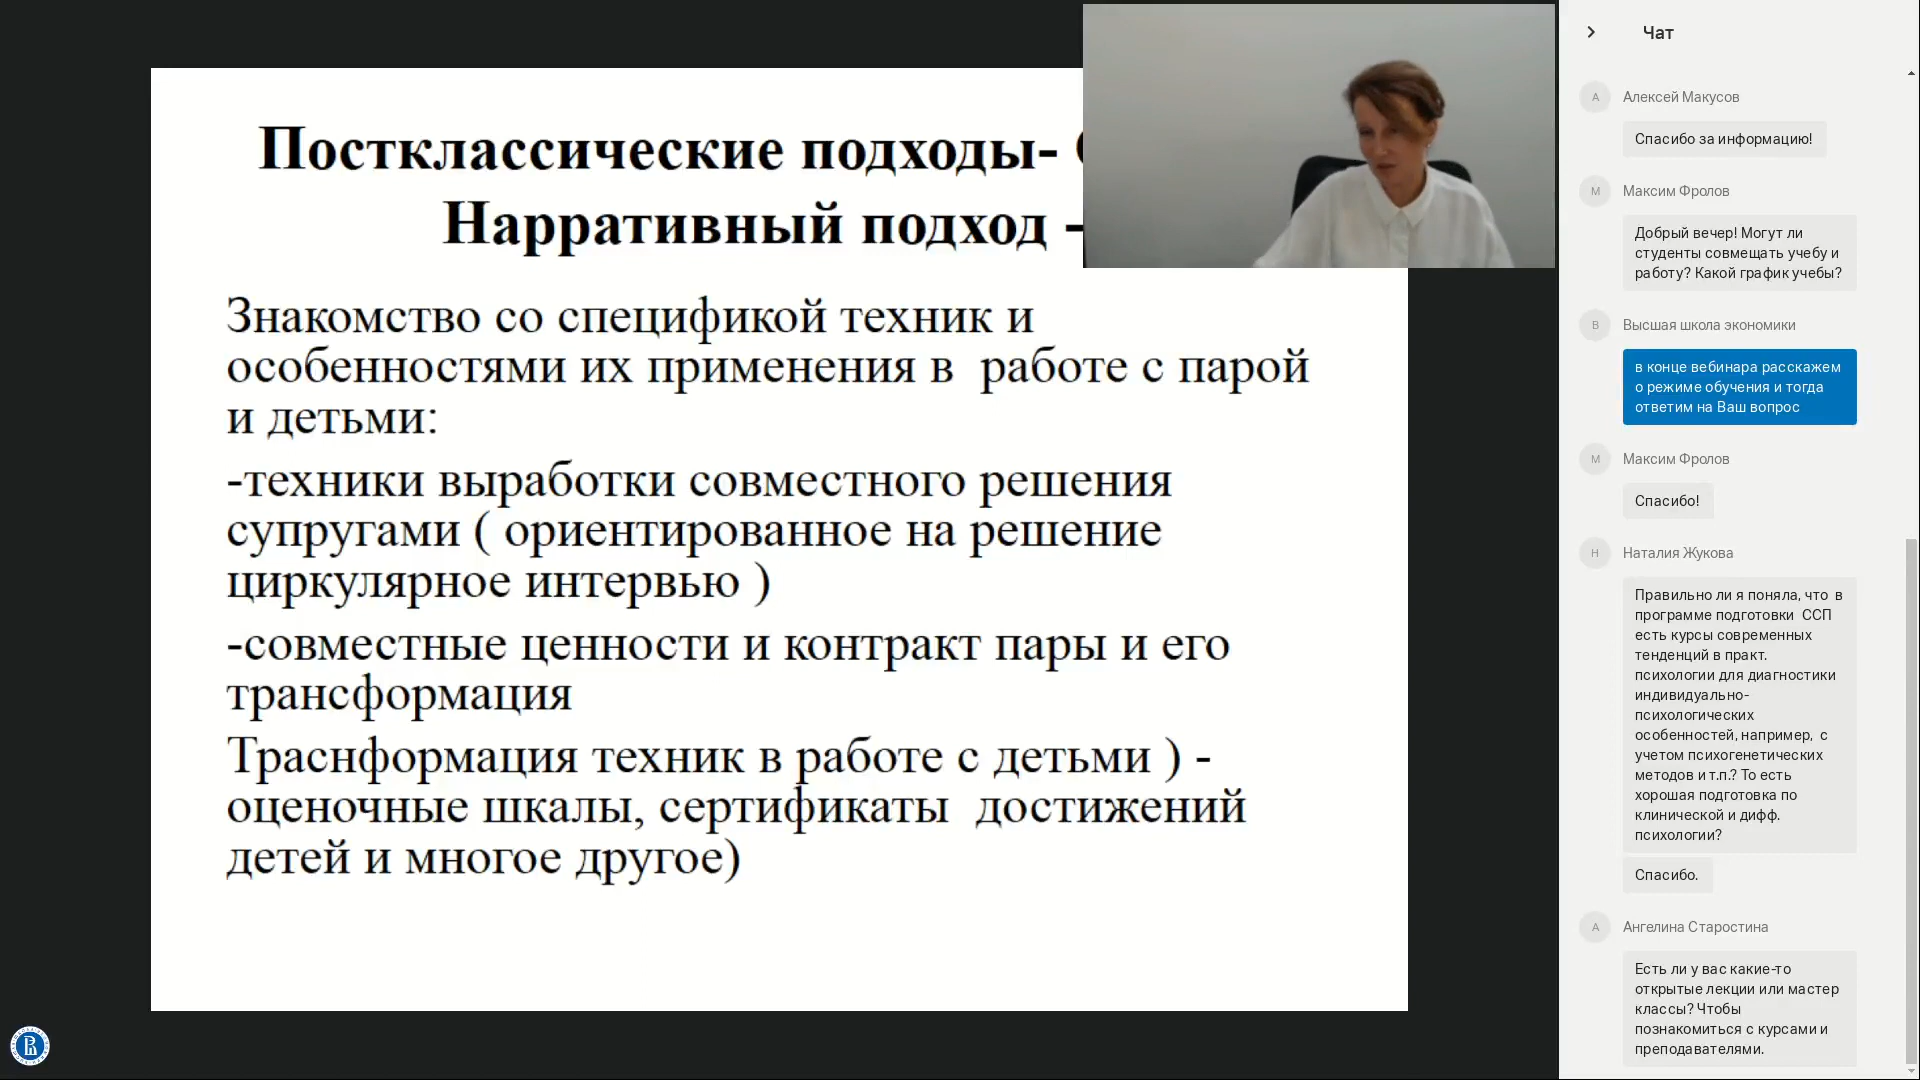 Постклассические подходы-
Нарративный подход -
Знакомство со спецификой техник и
особенностями их применения в  работе с парой
и детьми:
-техники выработки совместного решения
супругами ( ориентированное на решение
циркулярное интервью )
-совместные ценности и контракт пары и его
трансформация
Траснформация техник в работе с детьми ) -
оценочные шкалы, сертификаты  достижений
детей и многое другое)
Чат
А
Алексей Макусов
Спасибо за информацию!
М
Максим Фролов
Добрый вечер! Могут ли
студенты совмещать учебу и
работу? Какой график учебы?
В
Высшая школа экономики
в конце вебинара расскажем
о режиме обучения и тогда
ответим на Ваш вопрос
М
Максим Фролов
Спасибо!
Н
Наталия Жукова
Правильно ли я поняла, что  в
программе подготовки  ССП
есть курсы современных
тенденций в практ.
психологии для диагностики
индивидуально-
психологических
особенностей, например,  с
учетом психогенетических
методов и т.п.? То есть
хорошая подготовка по
клинической и дифф.
психологии?
Спасибо.
А
Ангелина Старостина
Есть ли у вас какие-то
открытые лекции или мастер
классы? Чтобы
познакомиться с курсами и
преподавателями.